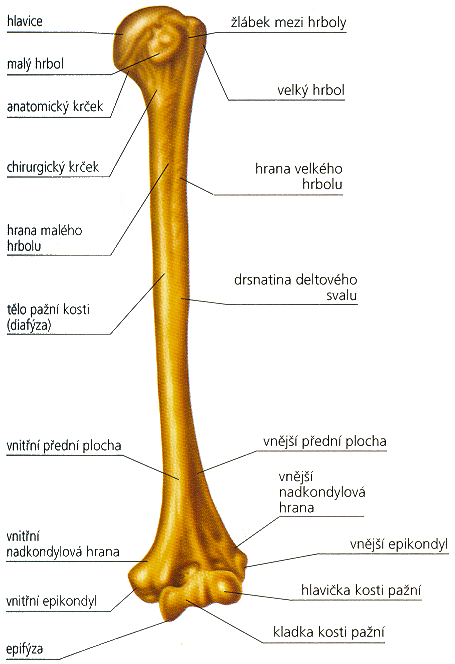 hlavice
žlábek mezi hrboly
malý hrbol
velký hrbol
anatomický krček
chirurgický krček
hrana velkého
hrbolu
hrana malého
hrbolu
drsnatina deltového
svalu
tělo pažní kosti
(diafýza)
vnitřní přední plocha
vnější přední plocha
vnější
nadkondylová
hrana
vnitřní
nadkondylová hrana
vnější epikondyl
vnitřní epikondyl
hlavička kosti pažní
kladka kosti pažní
epifýza